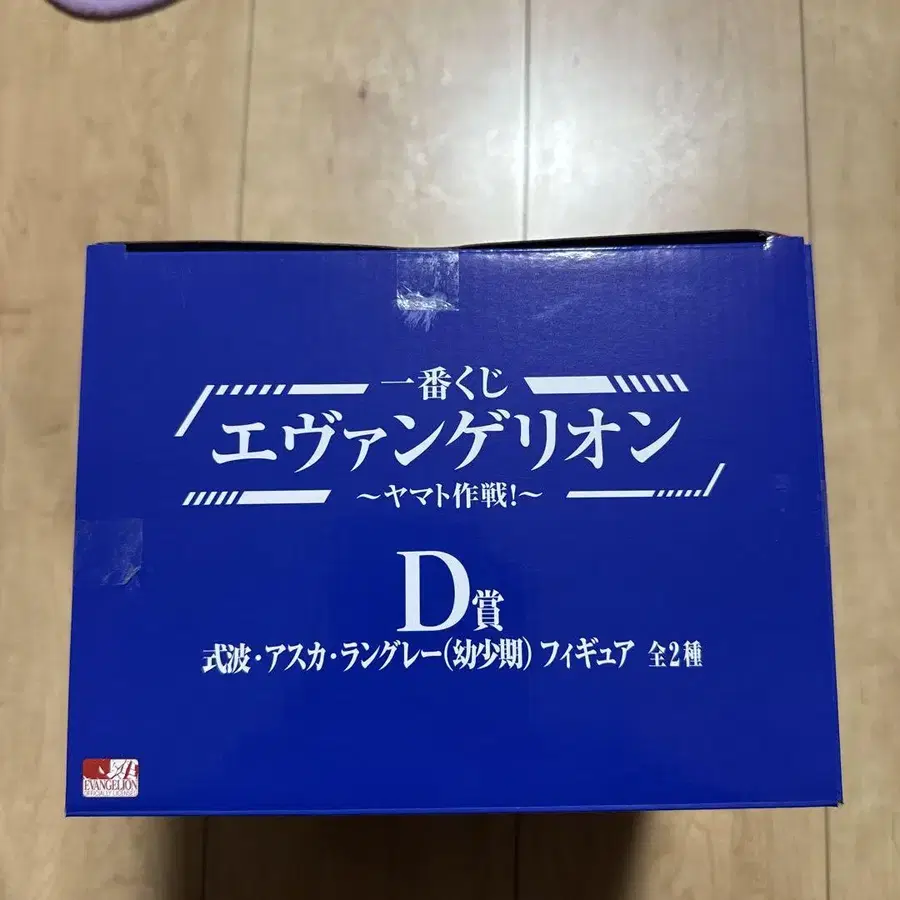 一番くじ
エヴァンゲリオン
～ヤマト作戦!～
D賞
式波・アスカ・ラングレー(幼少期) フィギュア 全2種
EVANGELION
OFFICIALLY LICENSED